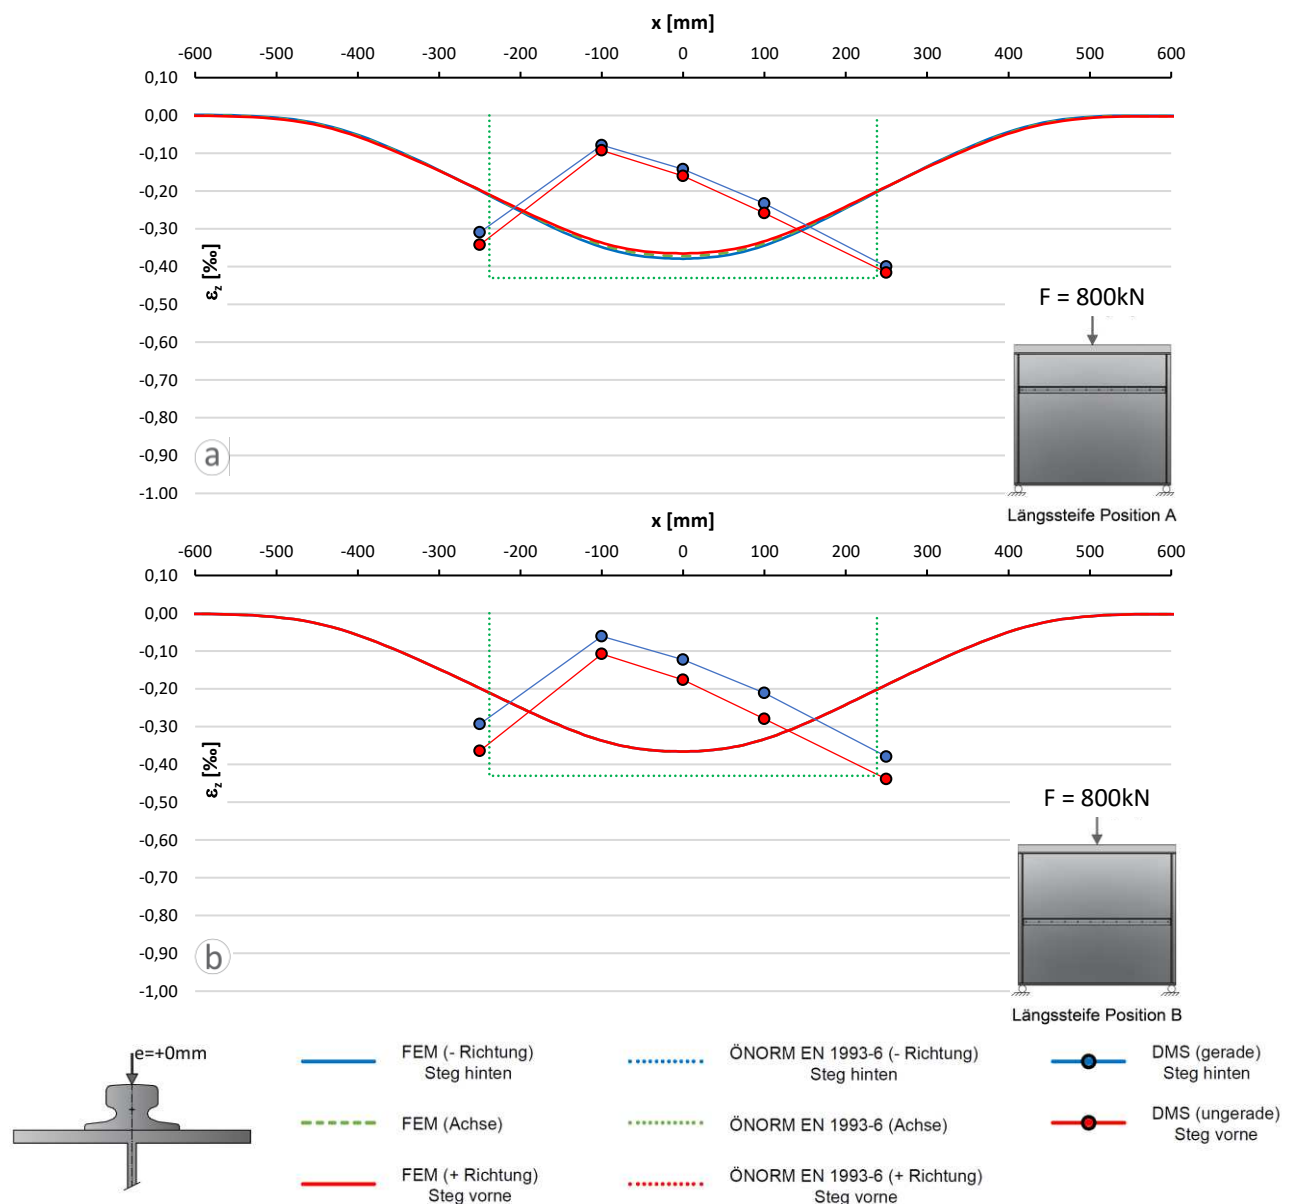 x [mm]
-600 -500 -400 -300 -200 -100 0 100 200 300 400 500 600
0,10
0,00
-0,10
-0,20
-0,30
-0,40
-0,50
-0,60
-0,70
-0,80
-0,90
-1.00
εz [‰]
F = 800kN
a
Längssteife Position A
x [mm]
-600 -500 -400 -300 -200 -100 0 100 200 300 400 500 600
0,10
0,00
-0,10
-0,20
-0,30
-0,40
-0,50
-0,60
-0,70
-0,80
-0,90
-1,00
εz [‰]
F = 800kN
b
Längssteife Position B
e=+0mm
FEM (- Richtung)
Steg hinten
FEM (Achse)
FEM (+ Richtung)
Steg vorne
ÖNORM EN 1993-6 (- Richtung)
Steg hinten
ÖNORM EN 1993-6 (Achse)
ÖNORM EN 1993-6 (+ Richtung)
Steg vorne
DMS (gerade)
Steg hinten
DMS (ungerade)
Steg vorne